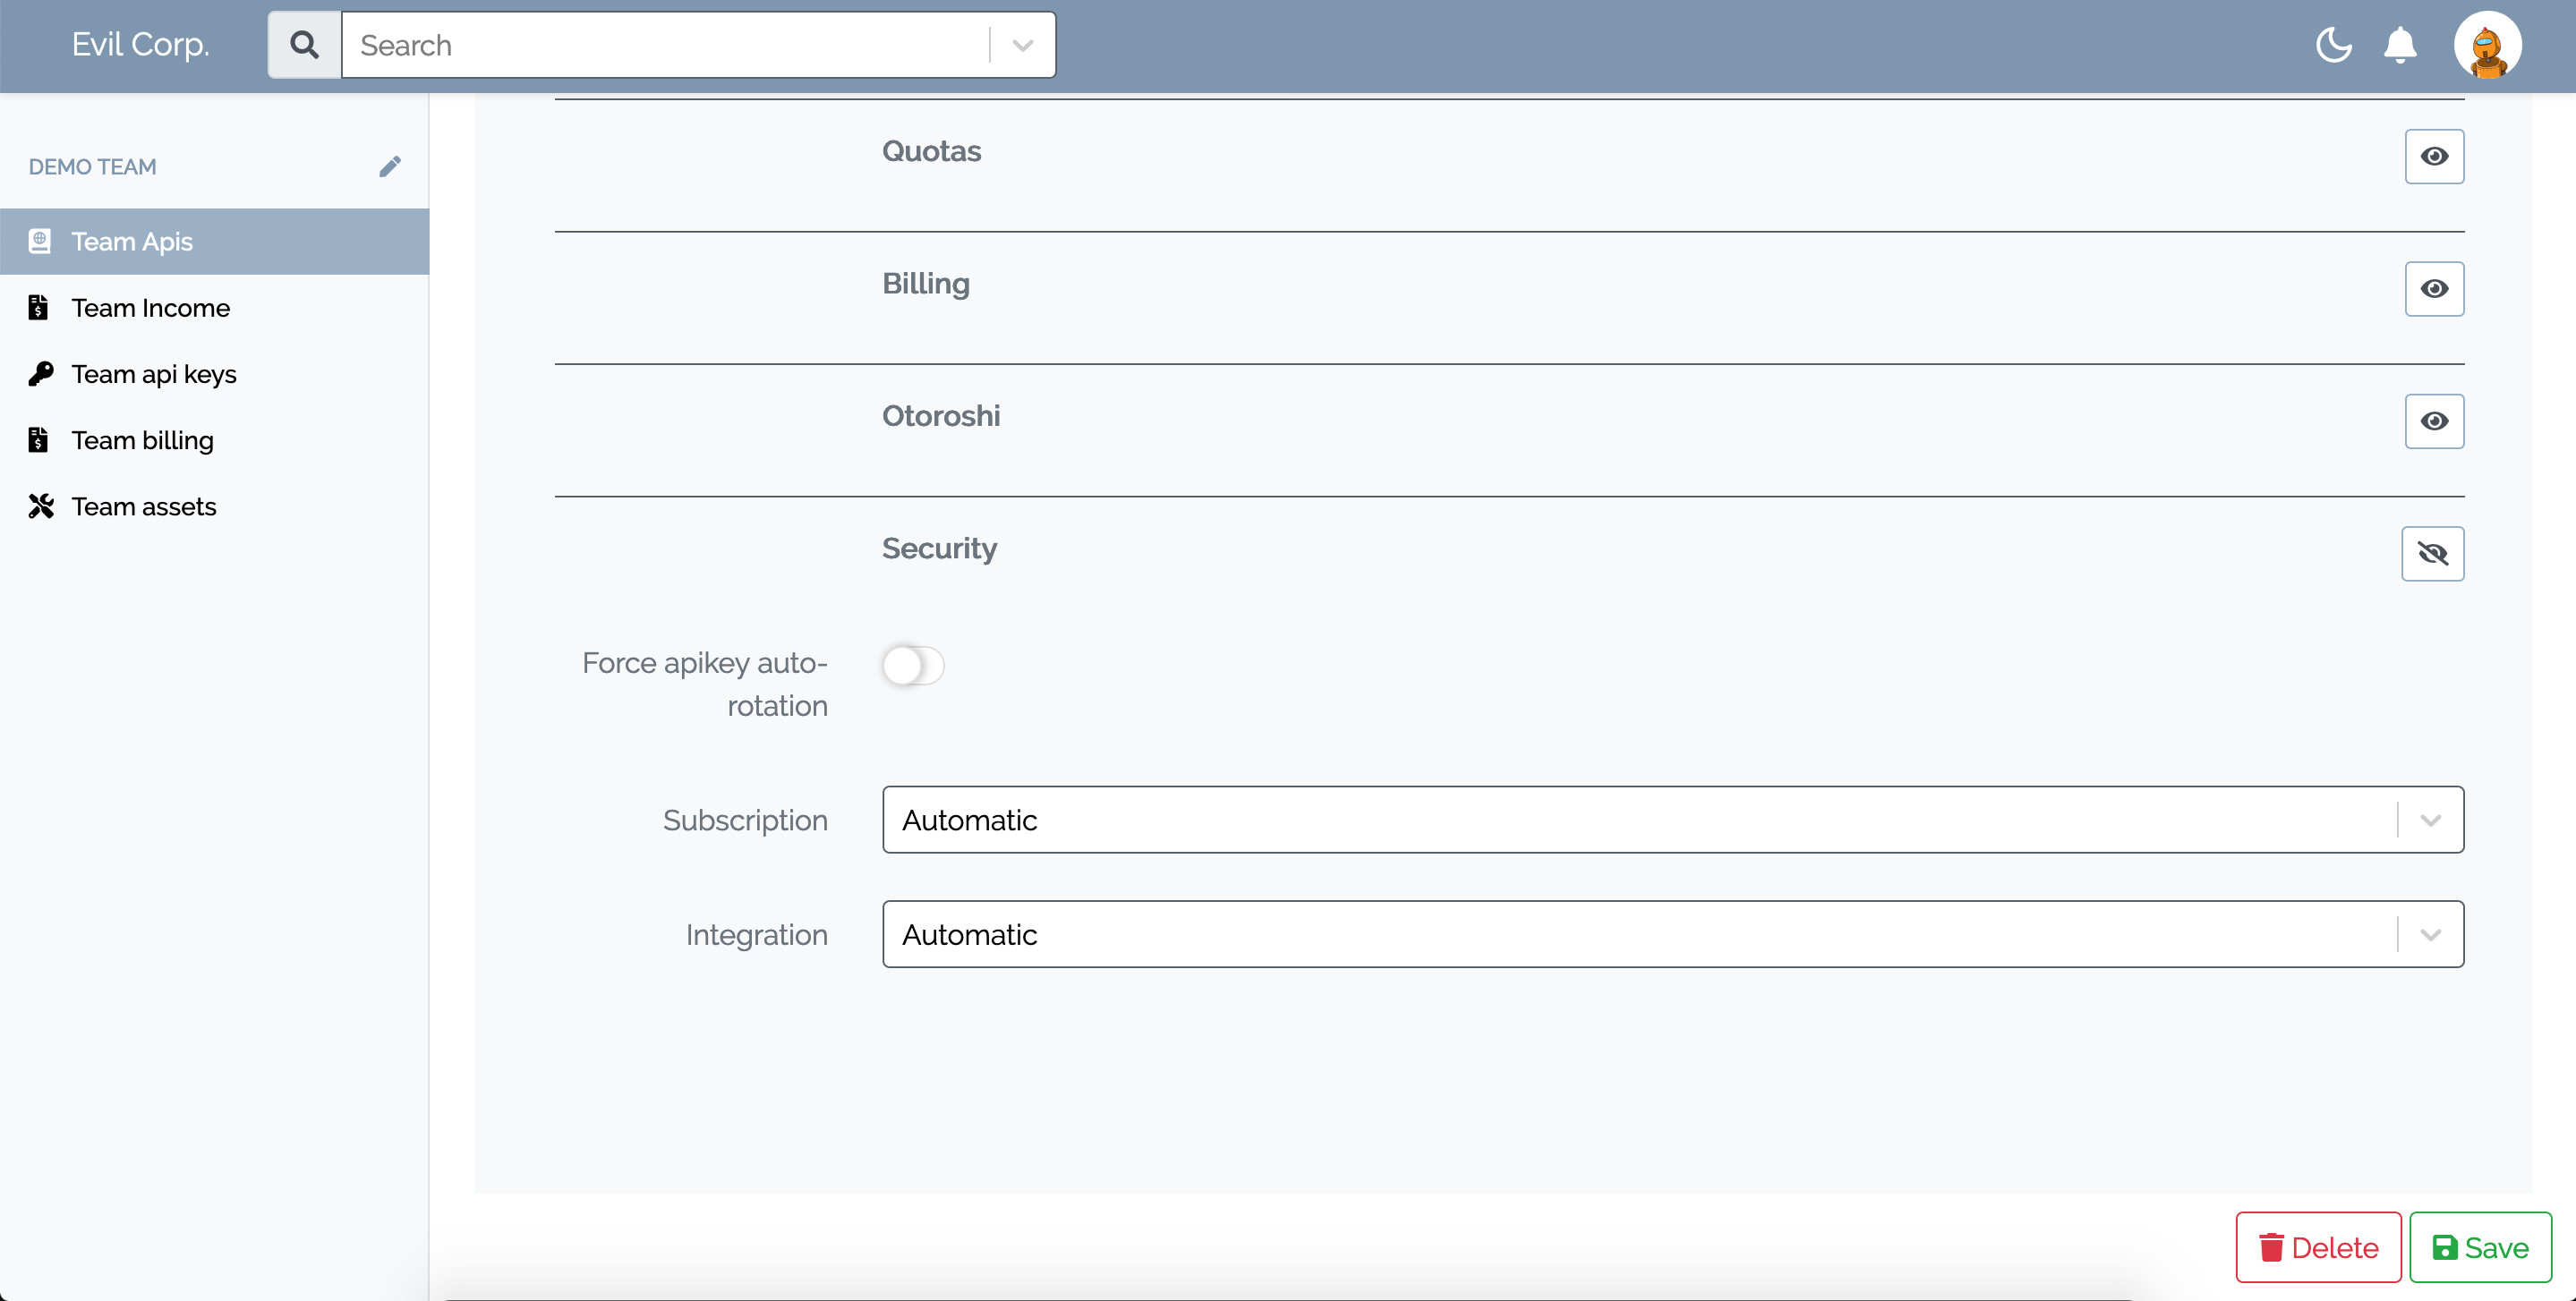 Evil Corp.
Search
DEMO TEAM
Team Apis
Team Income
Team api keys
Team billing
Team assets
Quotas
Billing
Otoroshi
Security
Force apikey auto-
rotation
Subscription
Automatic
Integration
Automatic
Delete
Save